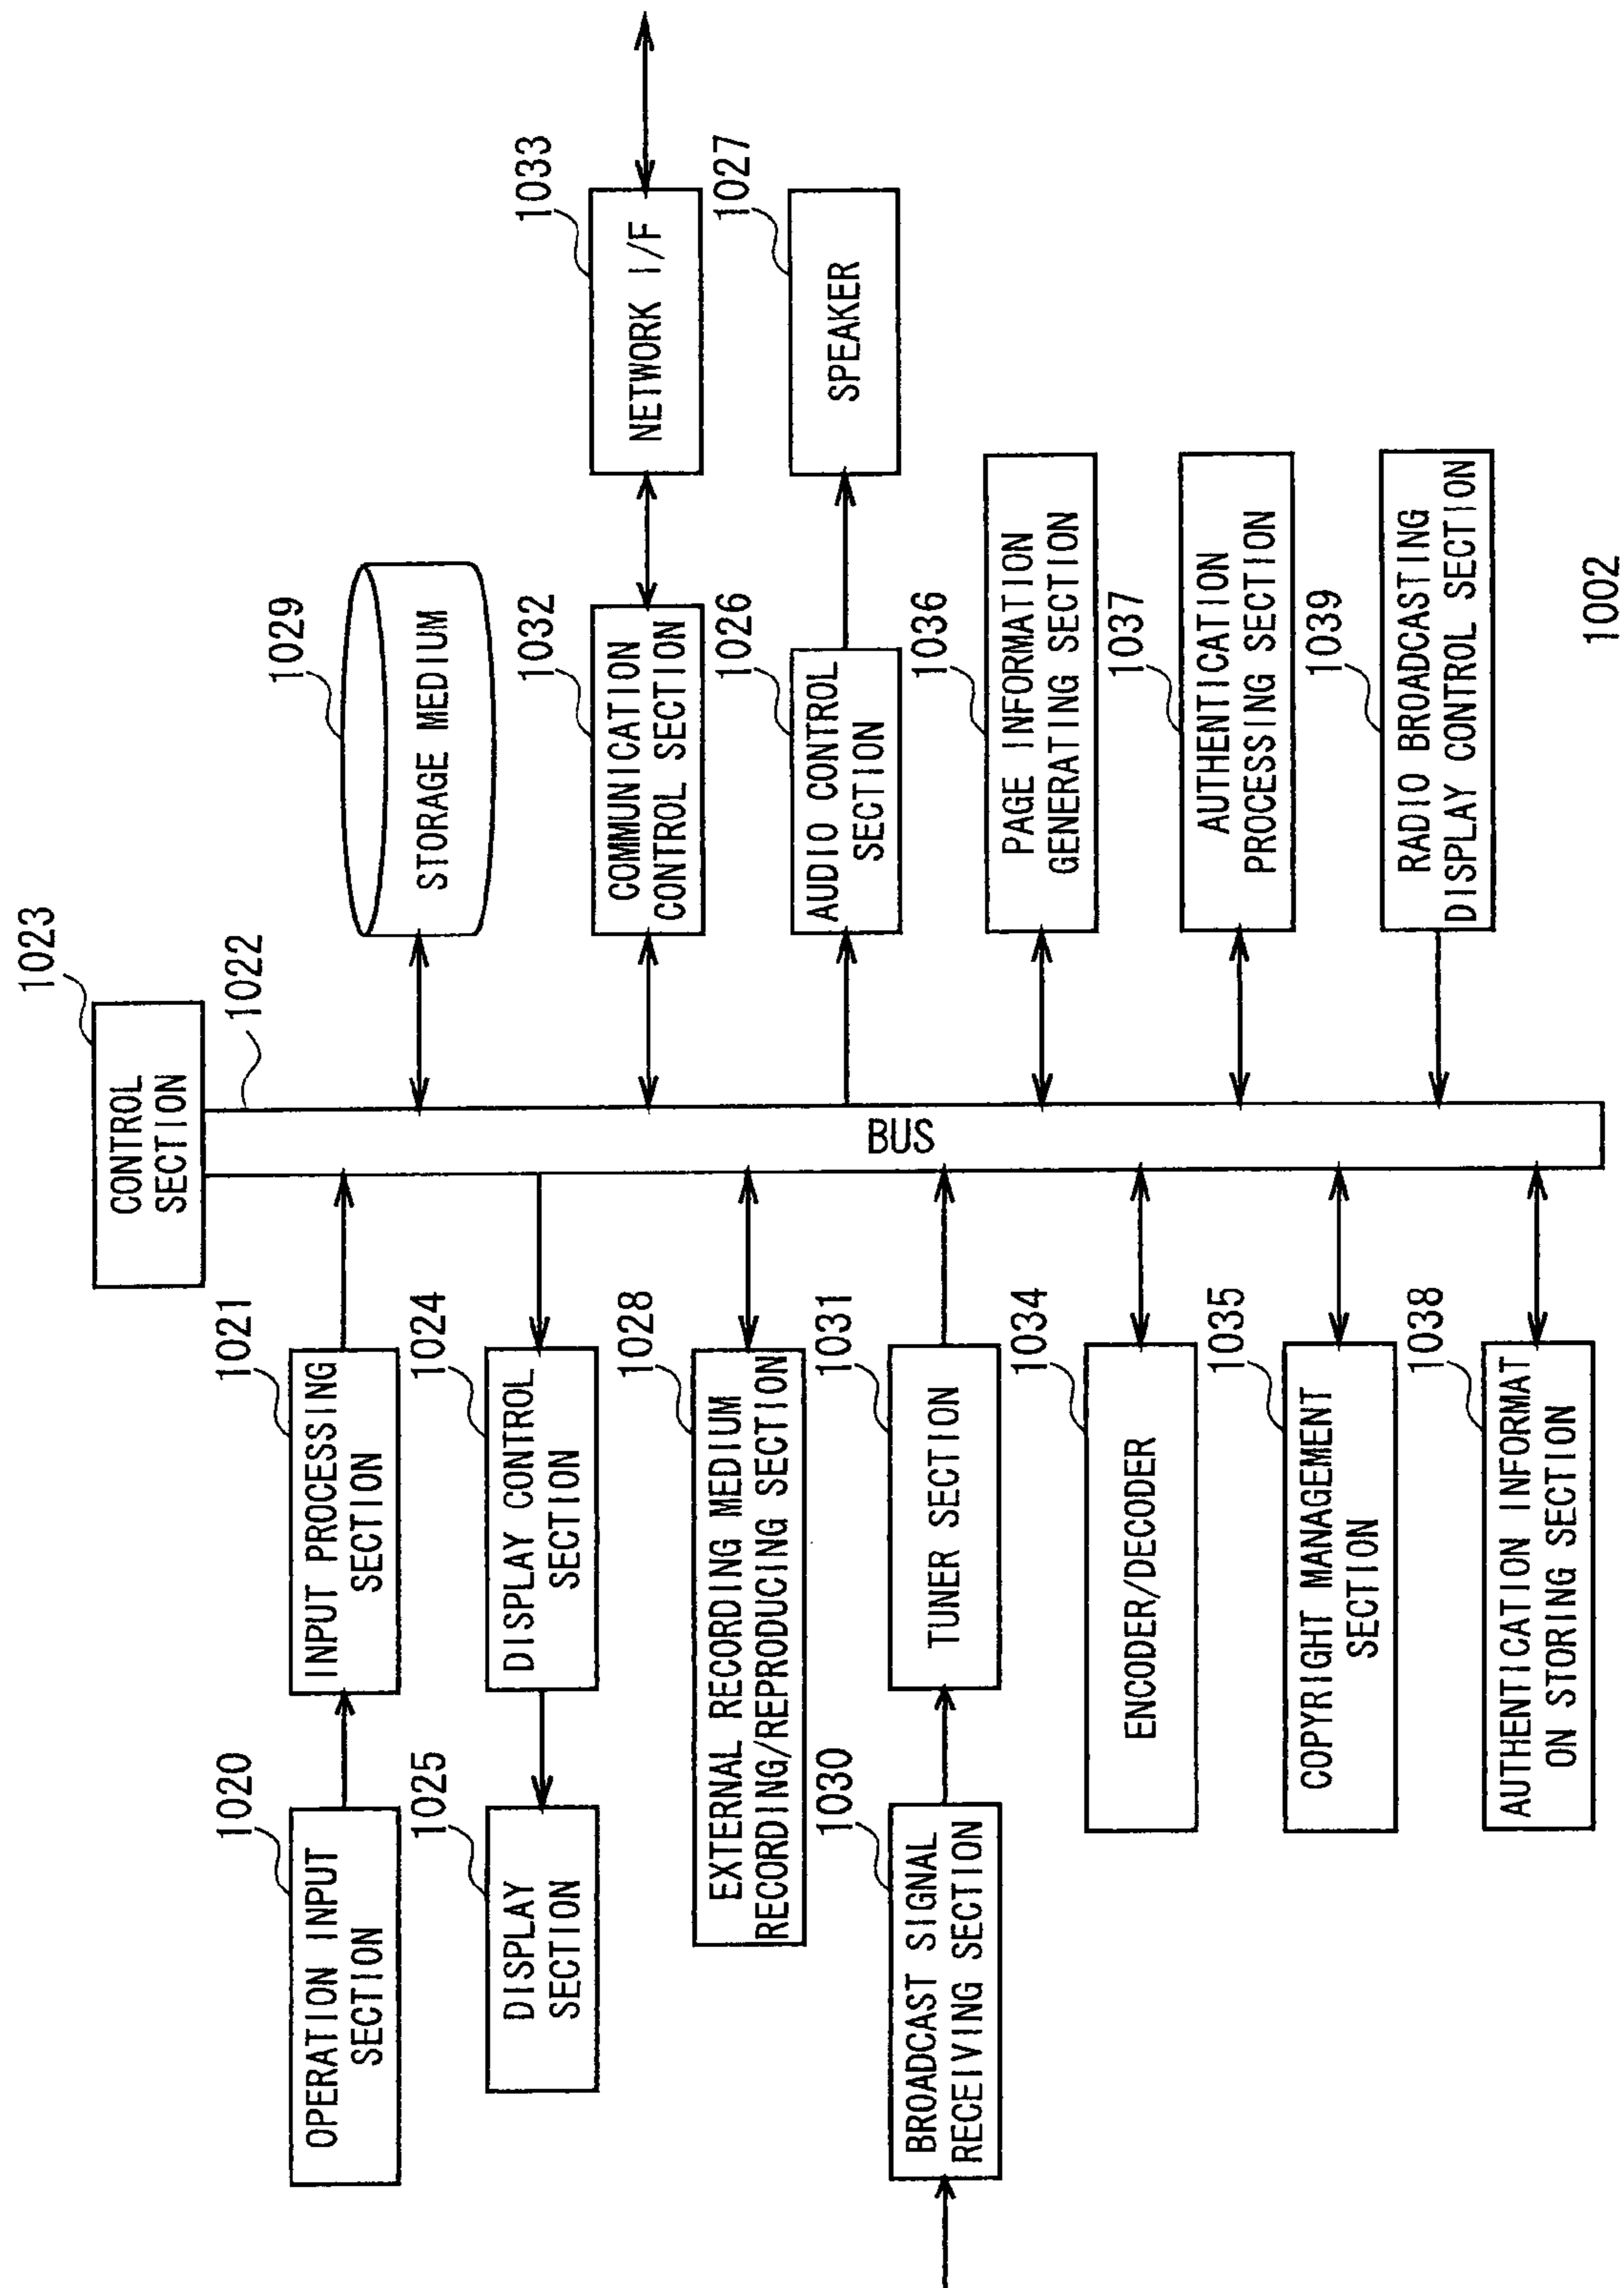 1023
CONTROL
SECTION
1022
BUS
1020
OPERATION INPUT
SECTION
1021
INPUT PROCESSING
SECTION
1025
DISPLAY
SECTION
1024
DISPLAY CONTROL
SECTION
1028
EXTERNAL RECORDING MEDIUM
RECORDING/REPRODUCING SECTION
1030
BROADCAST SIGNAL
RECEIVING SECTION
1031
TUNER SECTION
1034
ENCODER/DECODER
1035
COPYRIGHT MANAGEMENT
SECTION
1038
AUTHENTICATION INFORMAT
ON STORING SECTION
1029
STORAGE MEDIUM
1032
COMMUNICATION
CONTROL SECTION
1033
NETWORK I/F
1026
AUDIO CONTROL
SECTION
1027
SPEAKER
1036
PAGE INFORMATION
GENERATING SECTION
1037
AUTHENTICATION
PROCESSING SECTION
1039
RADIO BROADCASTING
DISPLAY CONTROL SECTION
1002